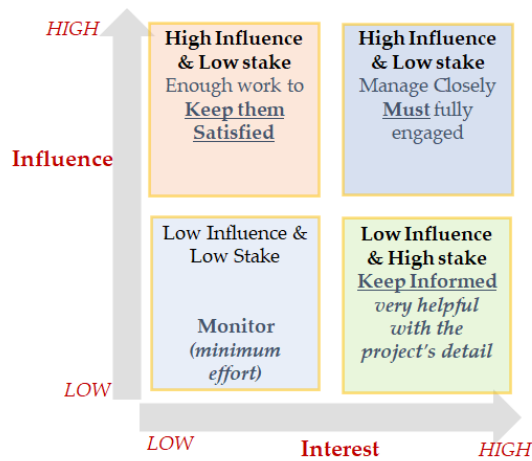 HIGH
Influence
LOW
High Influence
& Low stake
Enough work to
Keep them
Satisfied
High Influence
& Low stake
Manage Closely
Must fully
engaged
Low Influence &
Low Stake
Monitor
(minimum
effort)
Low Influence
& High stake
Keep Informed
very helpful
with the
project's detail
LOW
Interest
HIGH